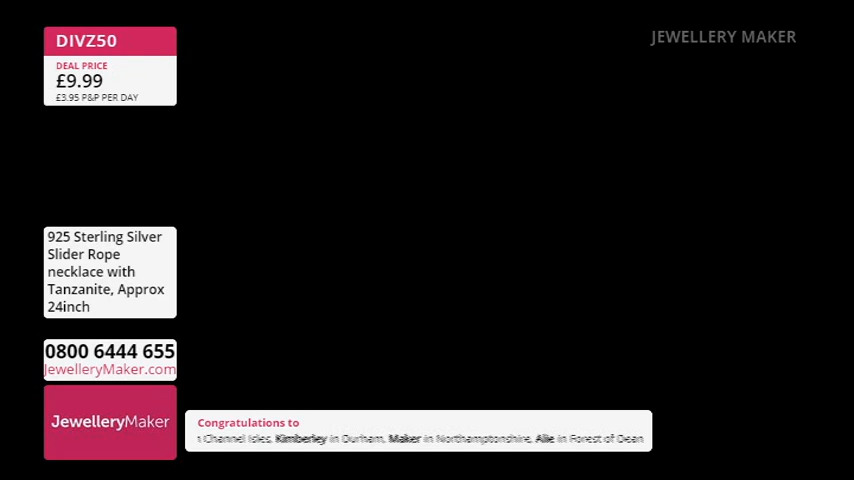 DIVZ50
DEAL PRICE
£9.99
£3.95 P&P PER DAY
JEWELLERY MAKER
925 Sterling Silver
Slider Rope
necklace with
Tanzanite, Approx
24inch
0800 6444 655
JewelleryMaker.com
JewelleryMaker
Congratulations to
Channel Isles, Kimberley in Durham, Maker in Northamptonshire, Alie in Forest of Dean